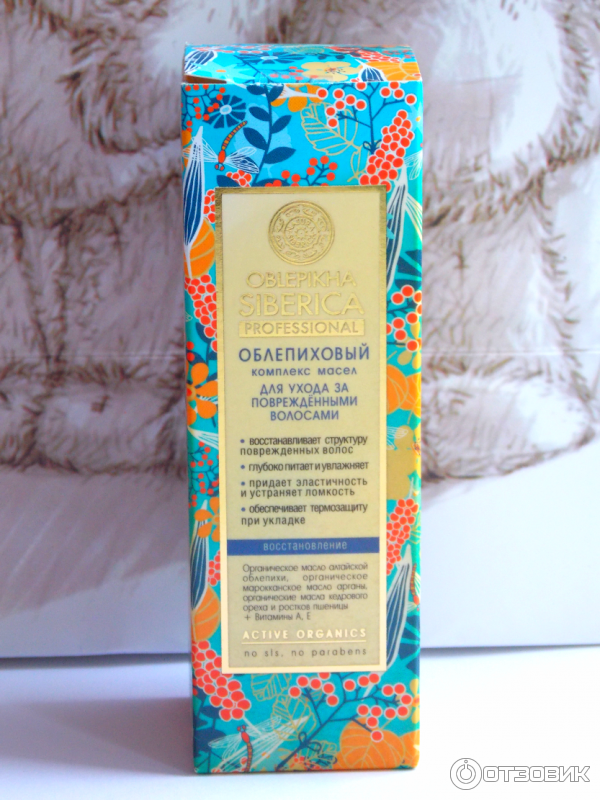 OBLEPIKHA
SIBERICA
PROFESSIONAL
ОБЛЕПИХОВЫЙ
КОМПЛЕКС МАСЕЛ
ДЛЯ УХОДА ЗА
ПОВРЕЖДЁННЫМИ
ВОЛОСАМИ
• восстанавливает структуру
поврежденных волос
• глубоко питает и увлажняет
• придает эластичность
и устраняет ломкость
• обеспечивает термозащиту
при укладке
восстановление
Органическое масло алтайской
облепихи, органическое
марокканское масло арганы,
органические масла кедрового
ореха и ростков пшеницы
+ Витамины А, Е
ACTIVE ORGANICS
no sls, no parabens
ОТЗОВИК